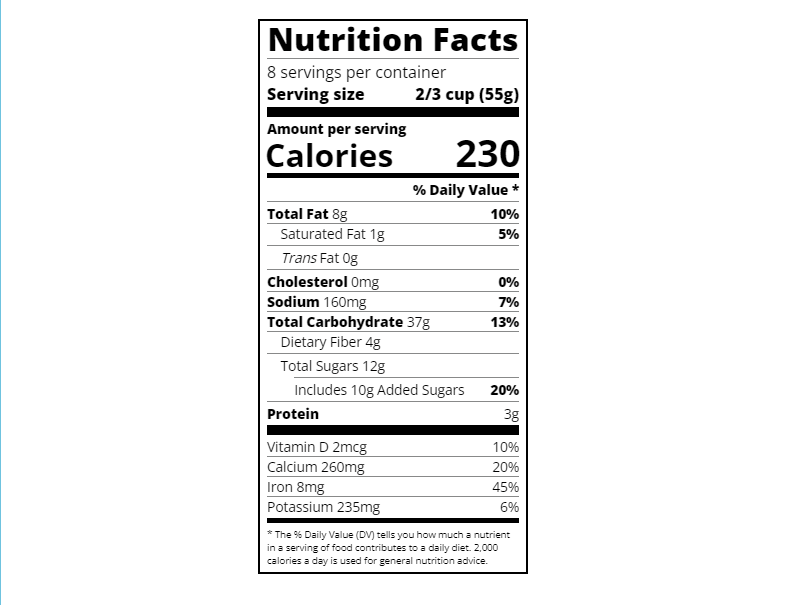 Nutrition Facts
8 servings per container
Serving size 2/3 cup (55g)
Amount per serving
Calories 230
% Daily Value *
Total Fat 8g 10%
Saturated Fat 1g 5%
Trans Fat 0g
Cholesterol 0mg 0%
Sodium 160mg 7%
Total Carbohydrate 37g 13%
Dietary Fiber 4g
Total Sugars 12g
Includes 10g Added Sugars 20%
Protein 3g
Vitamin D 2mcg 10%
Calcium 260mg 20%
Iron 8mg 45%
Potassium 235mg 6%
* The % Daily Value (DV) tells you how much a nutrient
in a serving of food contributes to a daily diet. 2,000
calories a day is used for general nutrition advice.